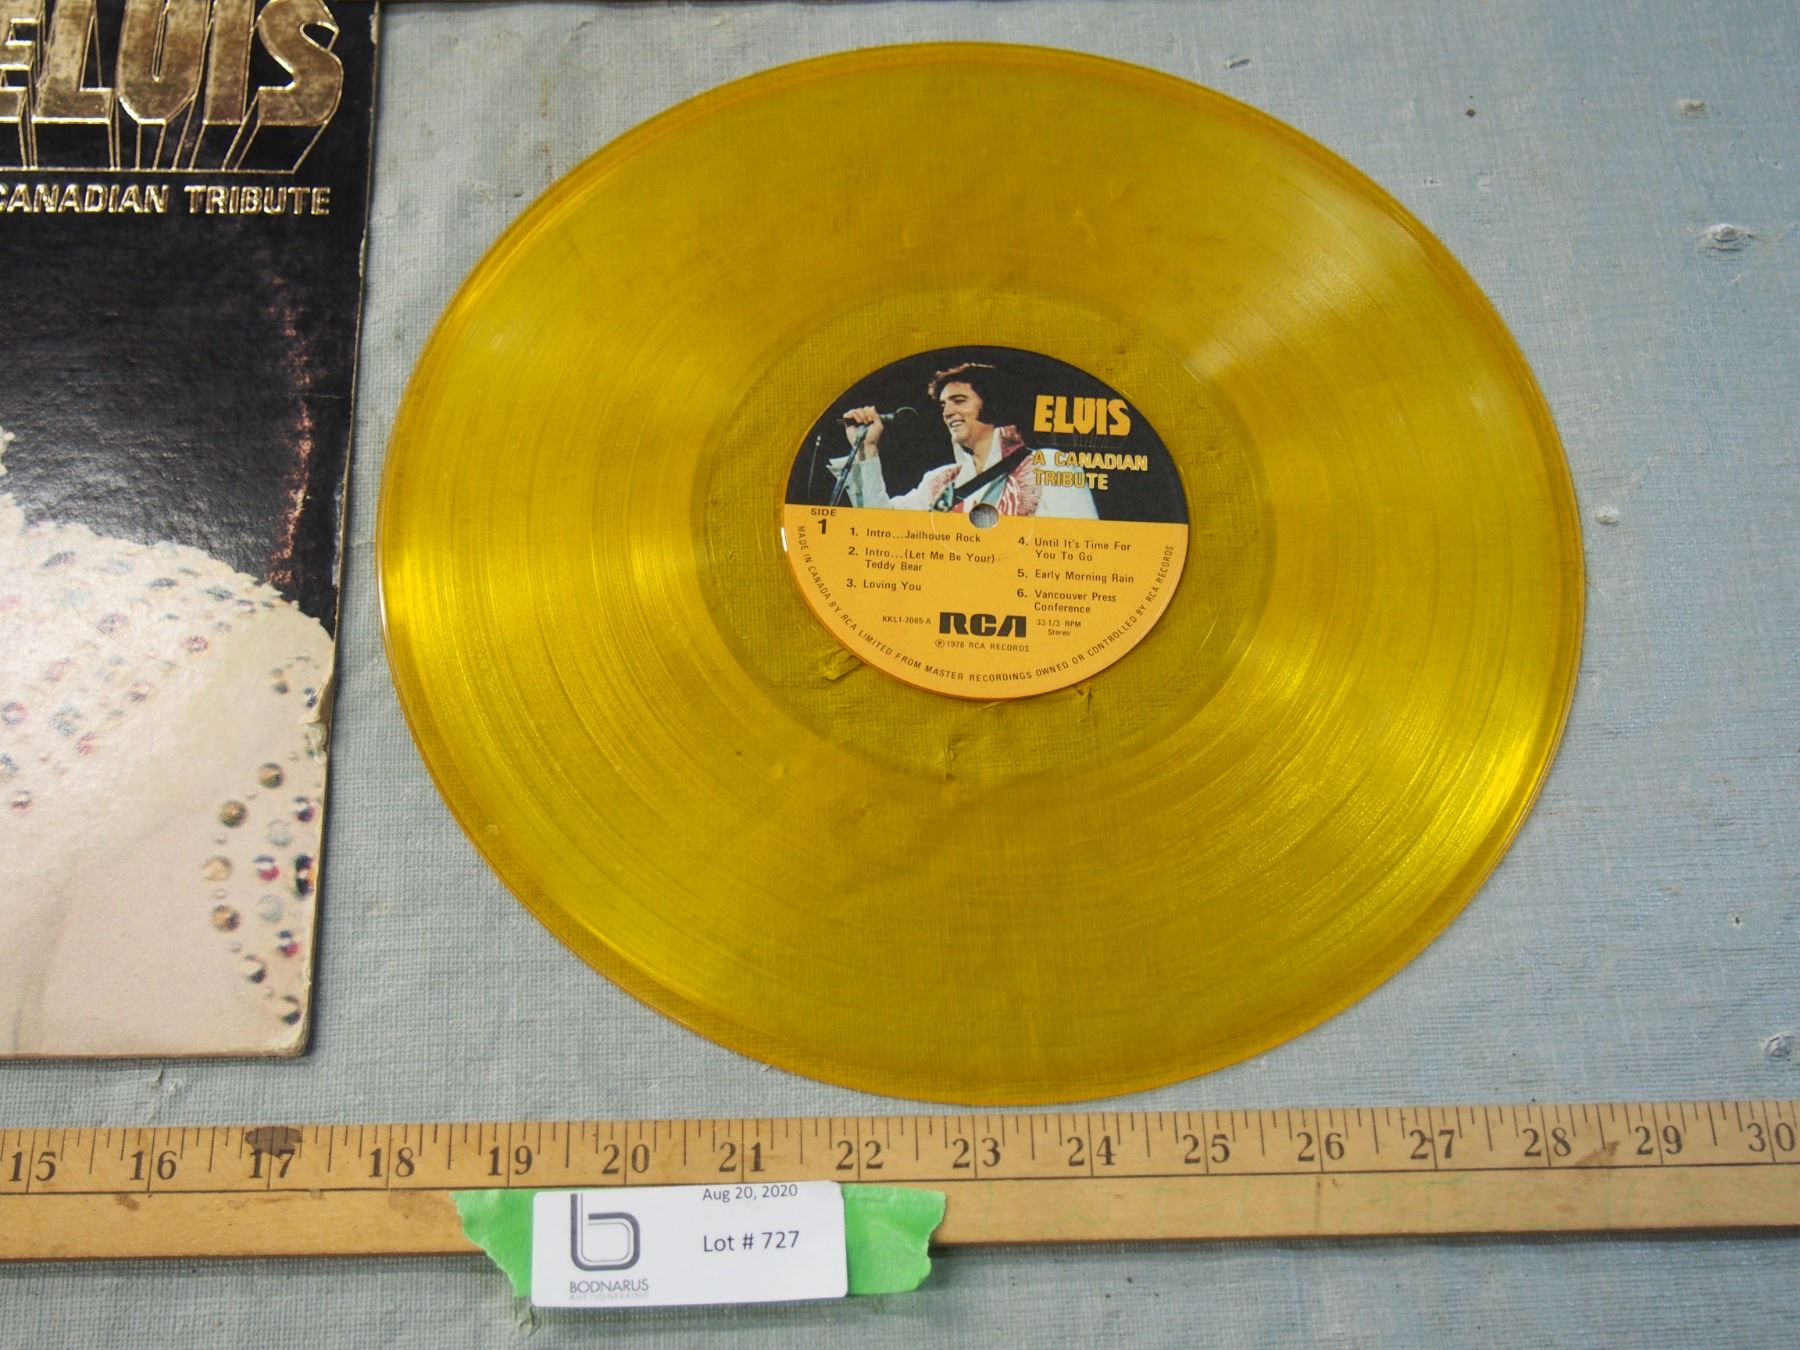 ELVIS
CANADIAN TRIBUTE
ELVIS
A CANADIAN
TRIBUTE
SIDE
1
1. Intro...Jailhouse Rock
2. Intro...(Let Me Be Your)
Teddy Bear
3. Loving You
4. Until It's Time For
You To Go
5. Early Morning Rain
6. Vancouver Press
Conference
KKL1-7065-A
RCA
33-1/3 RPM
Stereo
℗ 1978 RCA RECORDS
MADE IN CANADA BY RCA LIMITED FROM MASTER RECORDINGS OWNED OR CONTROLLED BY RCA RECORDS
15 16 17 18 19 20 21 22 23 24 25 26 27 28 29 30
Aug 20, 2020
Lot # 727
b
BODNARUS
AUCTIONEERING